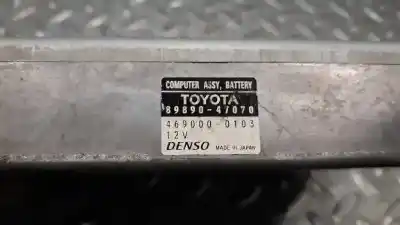 COMPUTER ASSY, BATTERY
TOYOTA
89890-47070
469000-0103
12V
DENSO MADE IN JAPAN